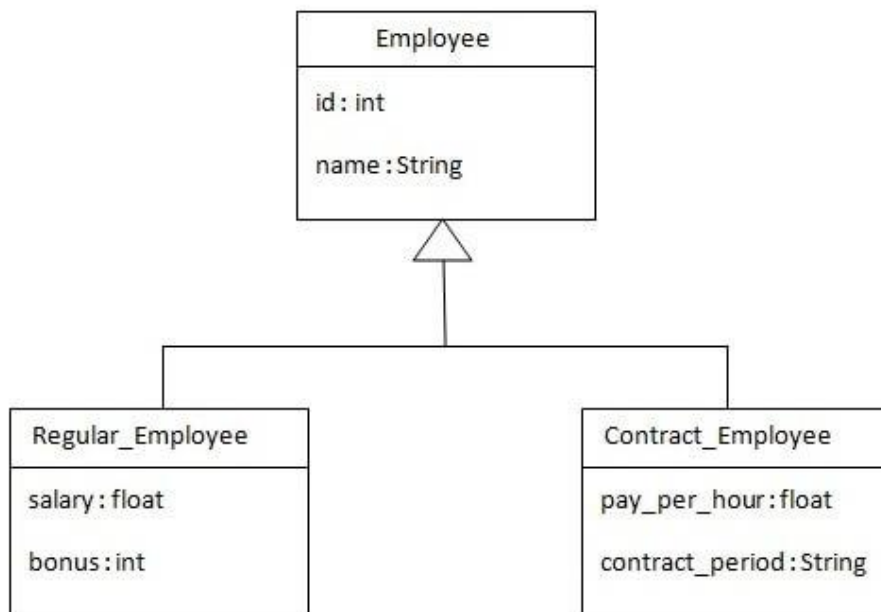 Employee
id: int
name:String
Regular_Employee
salary:float
bonus:int
Contract_Employee
pay_per_hour:float
contract_period:String